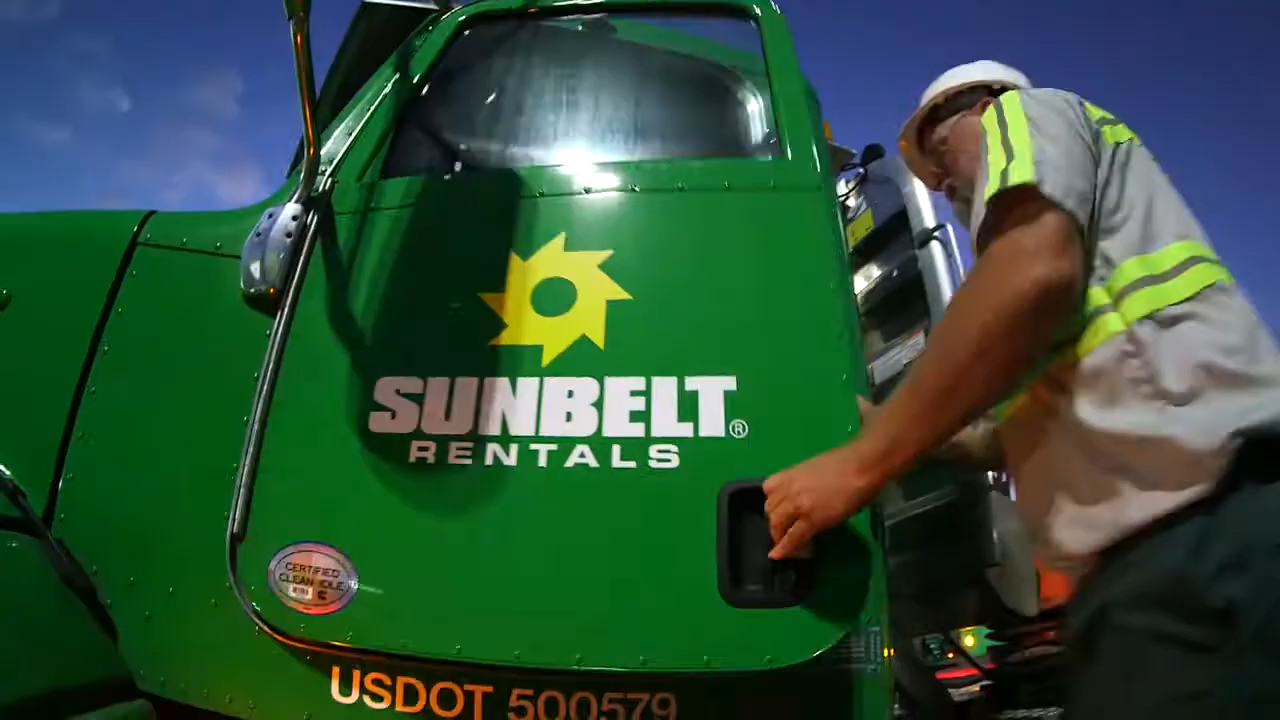 SUNBELT®
RENTALS
CERTIFIED
CLEAN IDLE
USDOT 500579